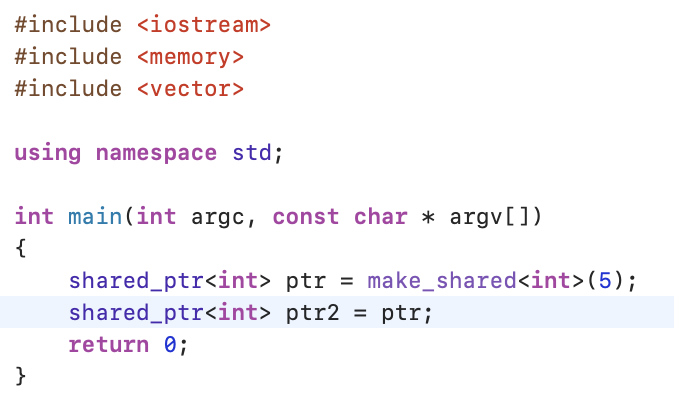 #include <iostream>
#include <memory>
#include <vector>

using namespace std;

int main(int argc, const char * argv[])
{
    shared_ptr<int> ptr = make_shared<int>(5);
    shared_ptr<int> ptr2 = ptr;
    return 0;
}